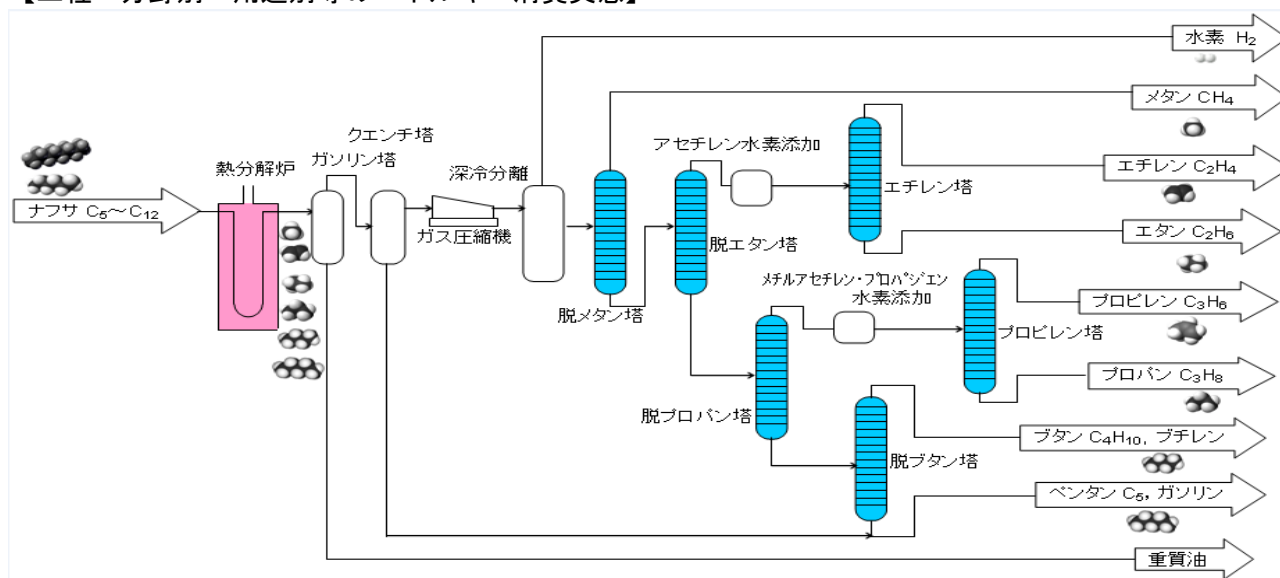 水素 H2
メタン CH4
クエンチ塔
ガソリン塔
アセチレン水素添加
熱分解炉
深冷分離
エチレン C2H4
エチレン塔
ナフサ C5～C12
ガス圧縮機
エタン C2H6
脱エタン塔
メチルアセチレン・プロパジエン
水素添加
脱メタン塔
プロピレン C3H6
プロピレン塔
プロパン C3H8
脱プロパン塔
ブタン C4H10, ブチレン
脱ブタン塔
ペンタン C5, ガソリン
重質油